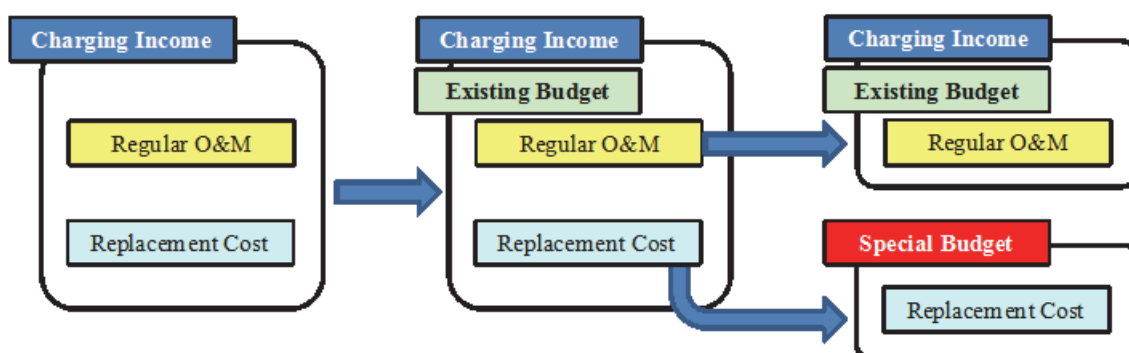 Charging Income
Regular O&M
Replacement Cost
Charging Income
Existing Budget
Regular O&M
Replacement Cost
Charging Income
Existing Budget
Regular O&M
Special Budget
Replacement Cost